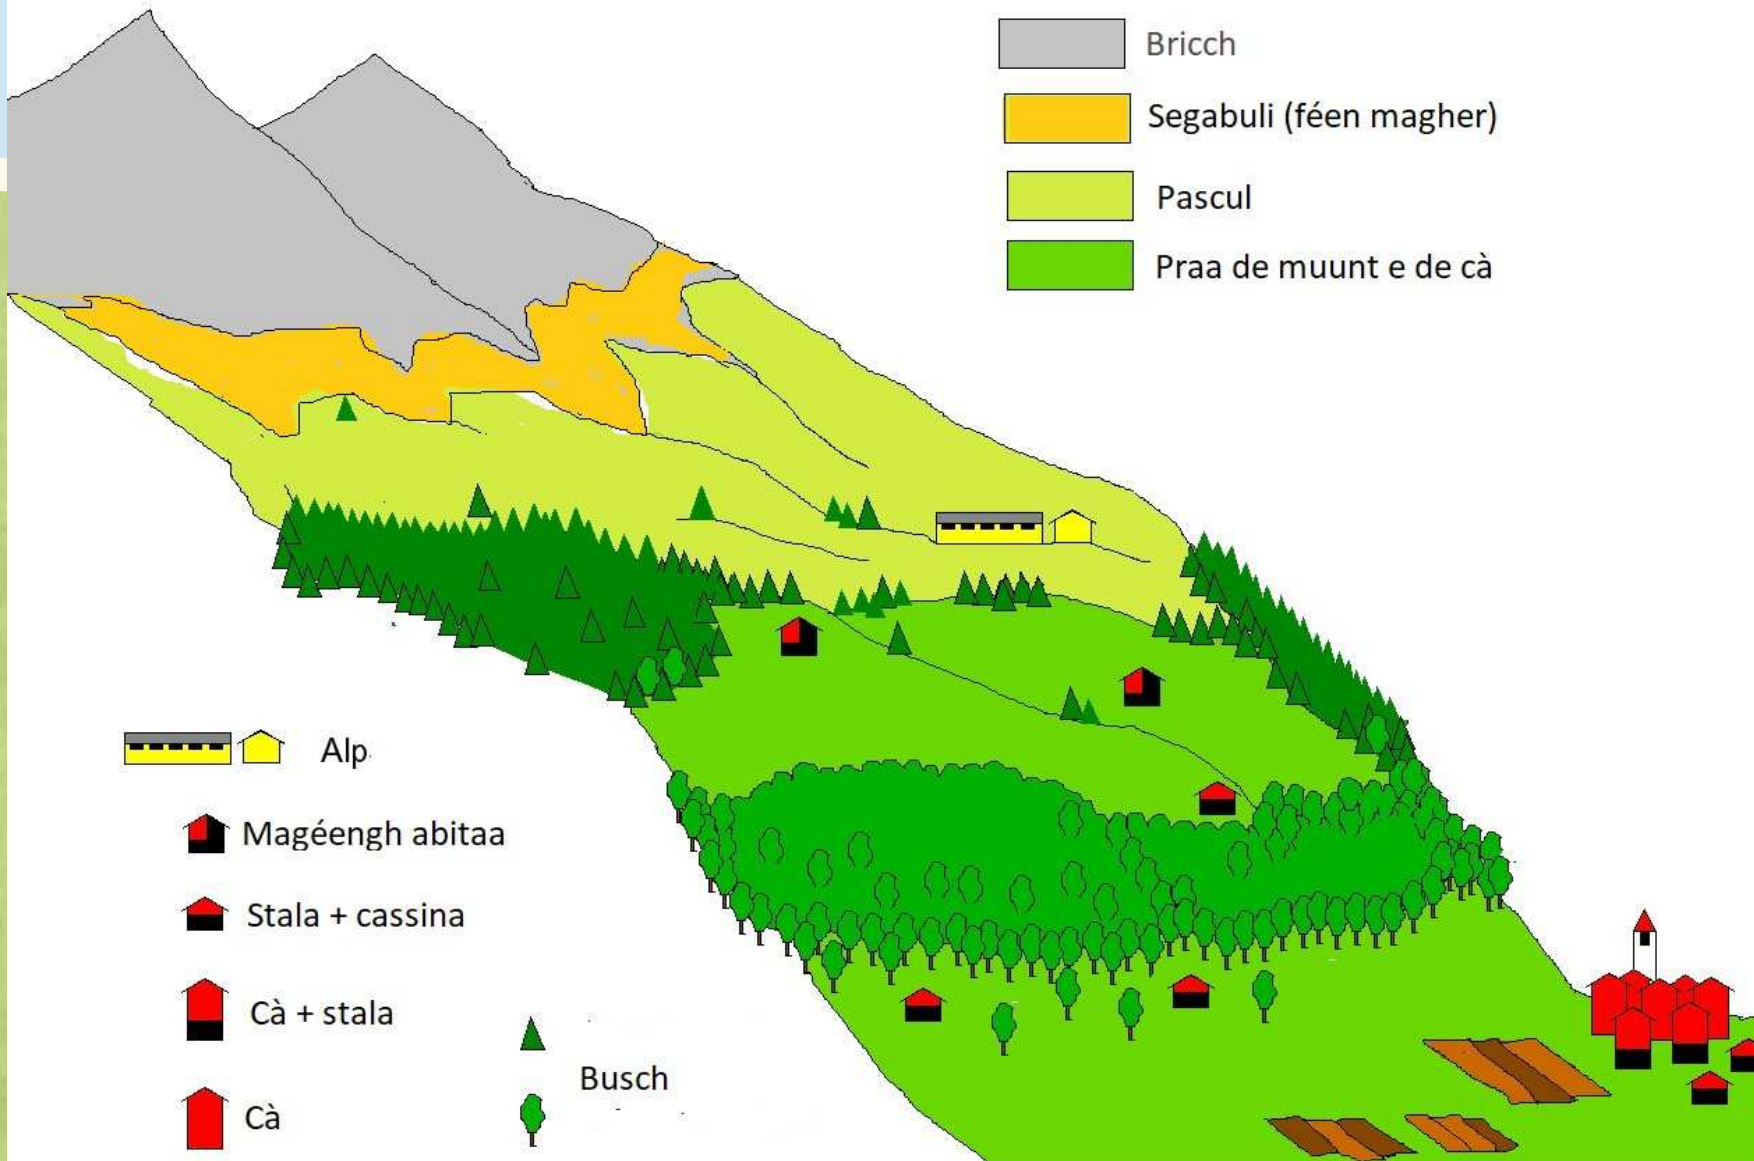 Bricch
Segabuli (féen magher)
Pascul
Praa de muunt e de cà
Alp
Magéengh abitaa
Stala + cassina
Cà + stala
Cà
Busch